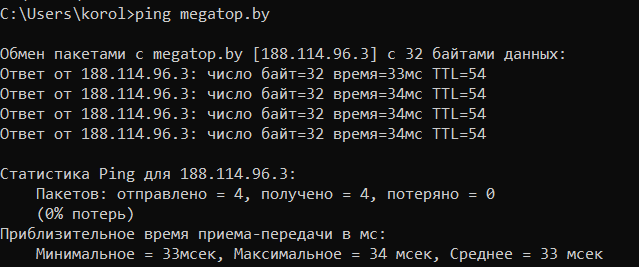 C:\Users\korol>ping megatop.by
Обмен пакетами с megatop.by [188.114.96.3] с 32 байтами данных:
Ответ от 188.114.96.3: число байт=32 время=33мс TTL=54
Ответ от 188.114.96.3: число байт=32 время=34мс TTL=54
Ответ от 188.114.96.3: число байт=32 время=34мс TTL=54
Ответ от 188.114.96.3: число байт=32 время=34мс TTL=54
Статистика Ping для 188.114.96.3:
    Пакетов: отправлено = 4, получено = 4, потеряно = 0
    (0% потерь)
Приблизительное время приема-передачи в мс:
    Минимальное = 33мсек, Максимальное = 34 мсек, Среднее = 33 мсек